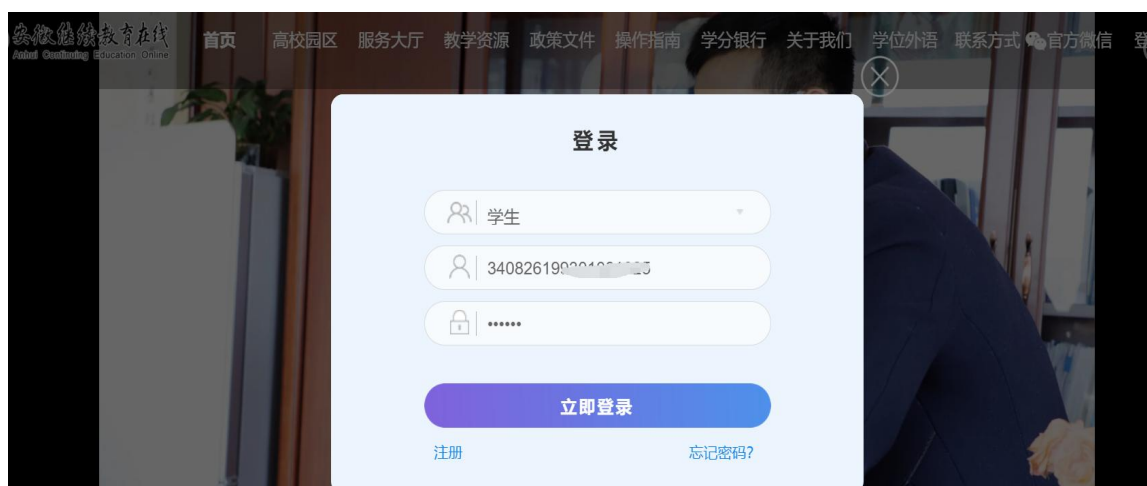 安徽继续教育在线
Anhui Continuing Education Online
首页 高校园区 服务大厅 教学资源 政策文件 操作指南 学分银行 关于我们 学位外语 联系方式 官方微信 登
登录
学生
340826199
••••••
立即登录
注册 忘记密码?